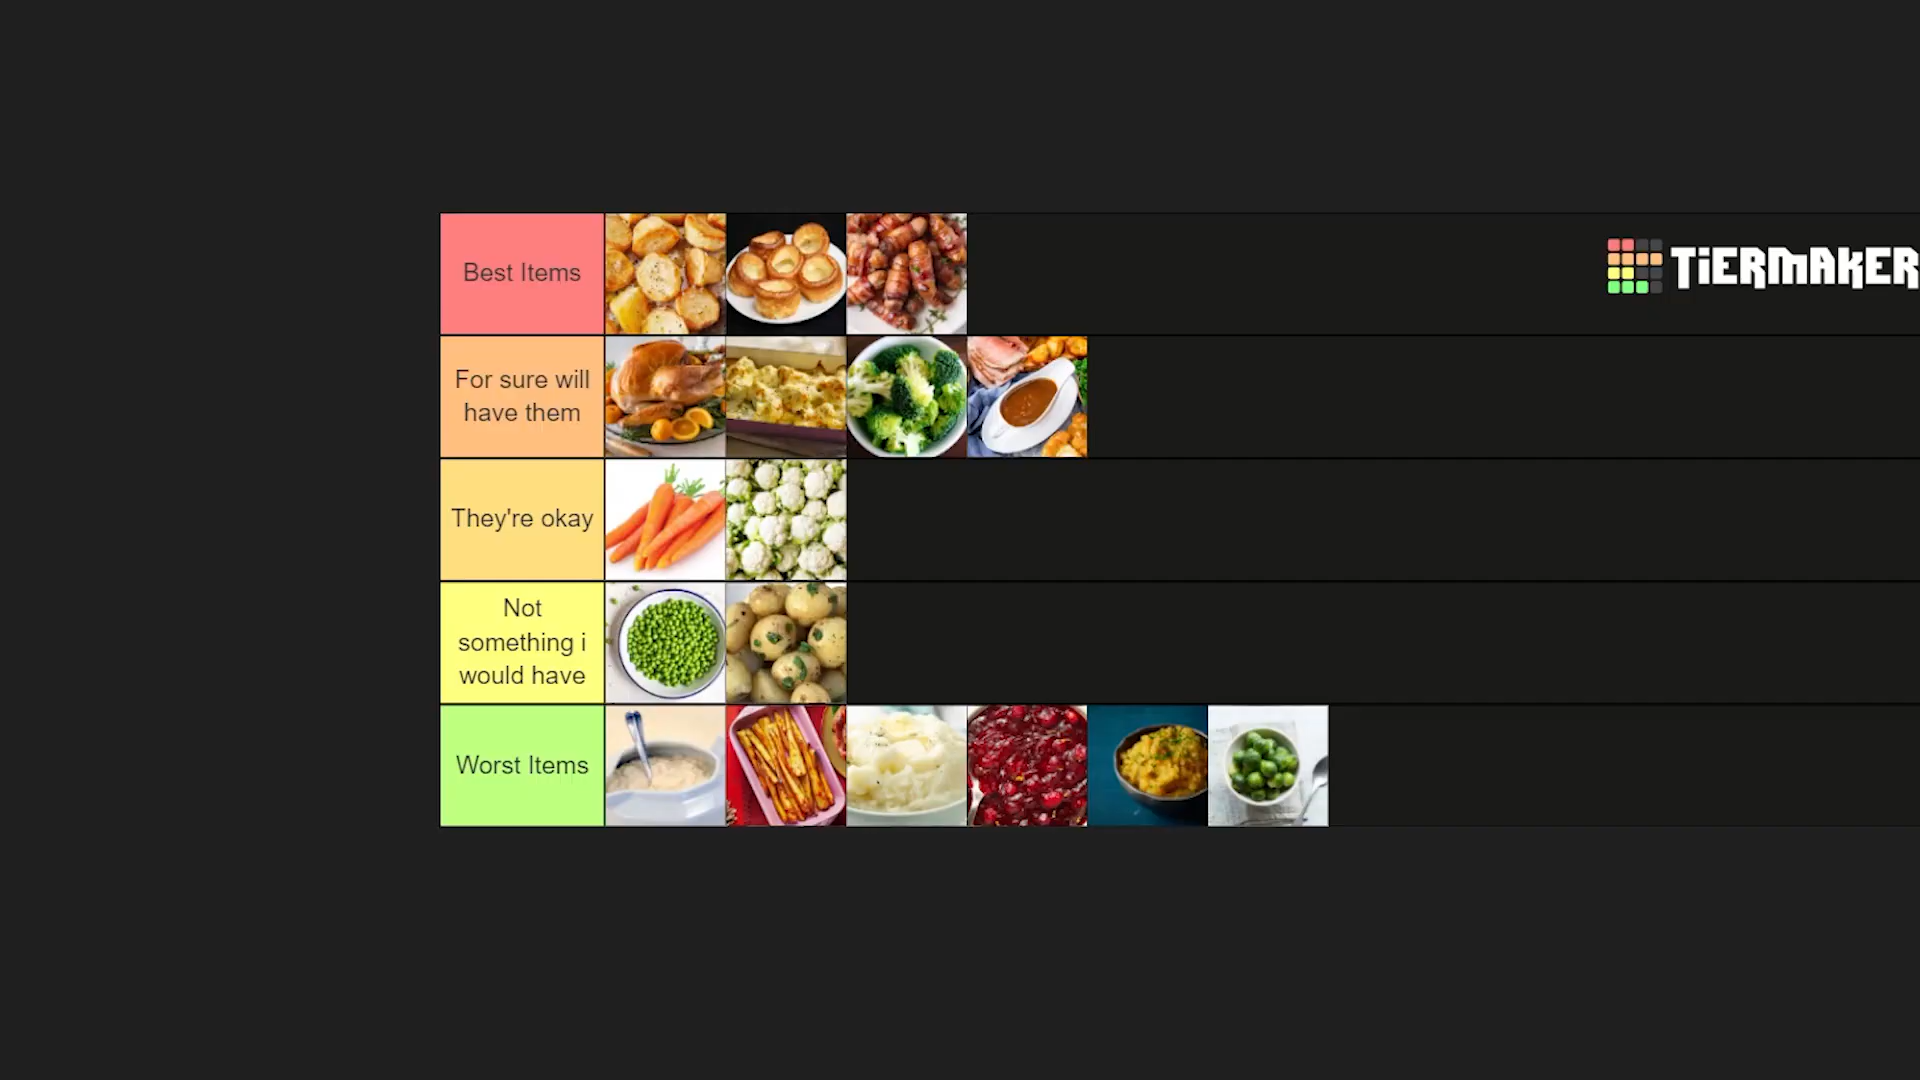 Best Items
TiERMAKER
For sure will
have them
They're okay
Not
something i
would have
Worst Items